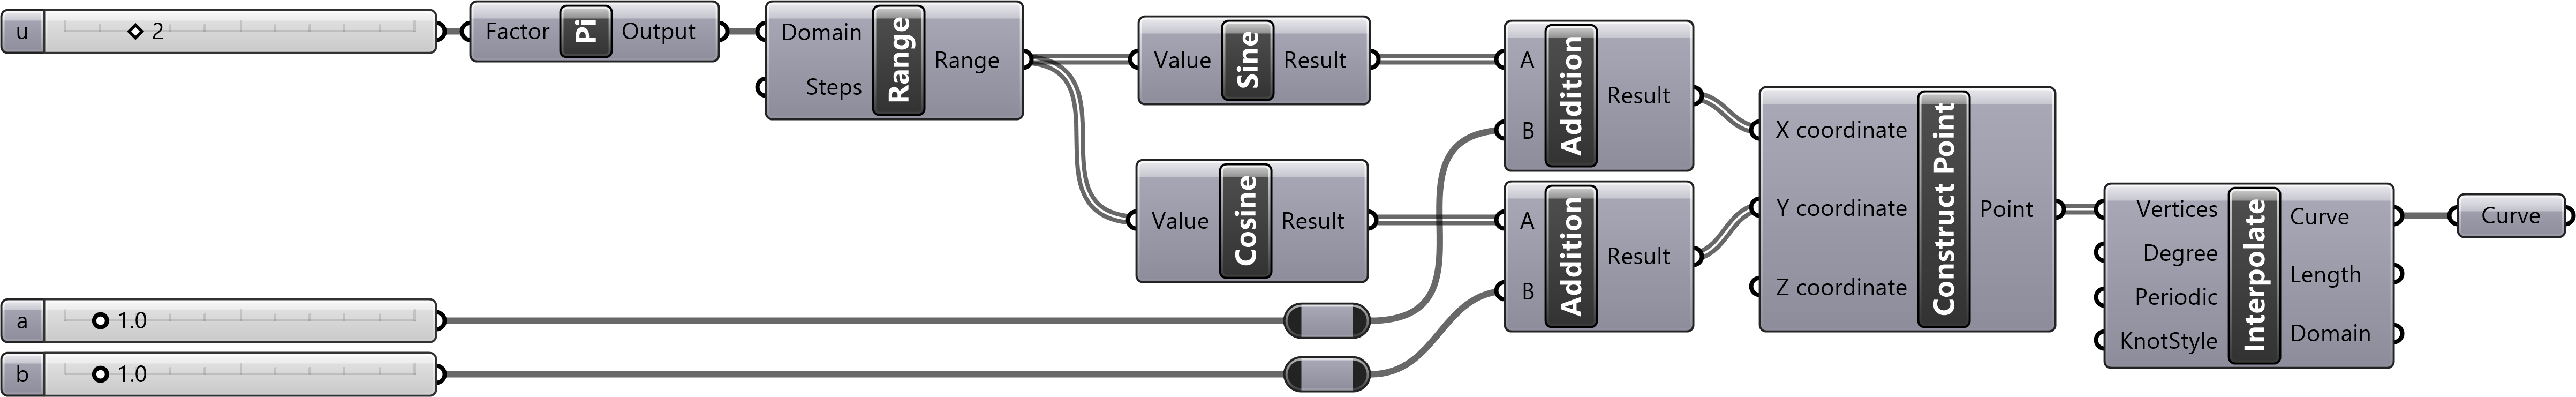 u 2
Factor Pi Output
Domain
Steps Range Range
Value Sine Result
Value Cosine Result
A
B Addition Result
A
B Addition Result
X coordinate
Y coordinate
Z coordinate Construct Point Point
Vertices
Degree
Periodic
KnotStyle Interpolate Curve
Length
Domain
Curve
a 1.0
b 1.0